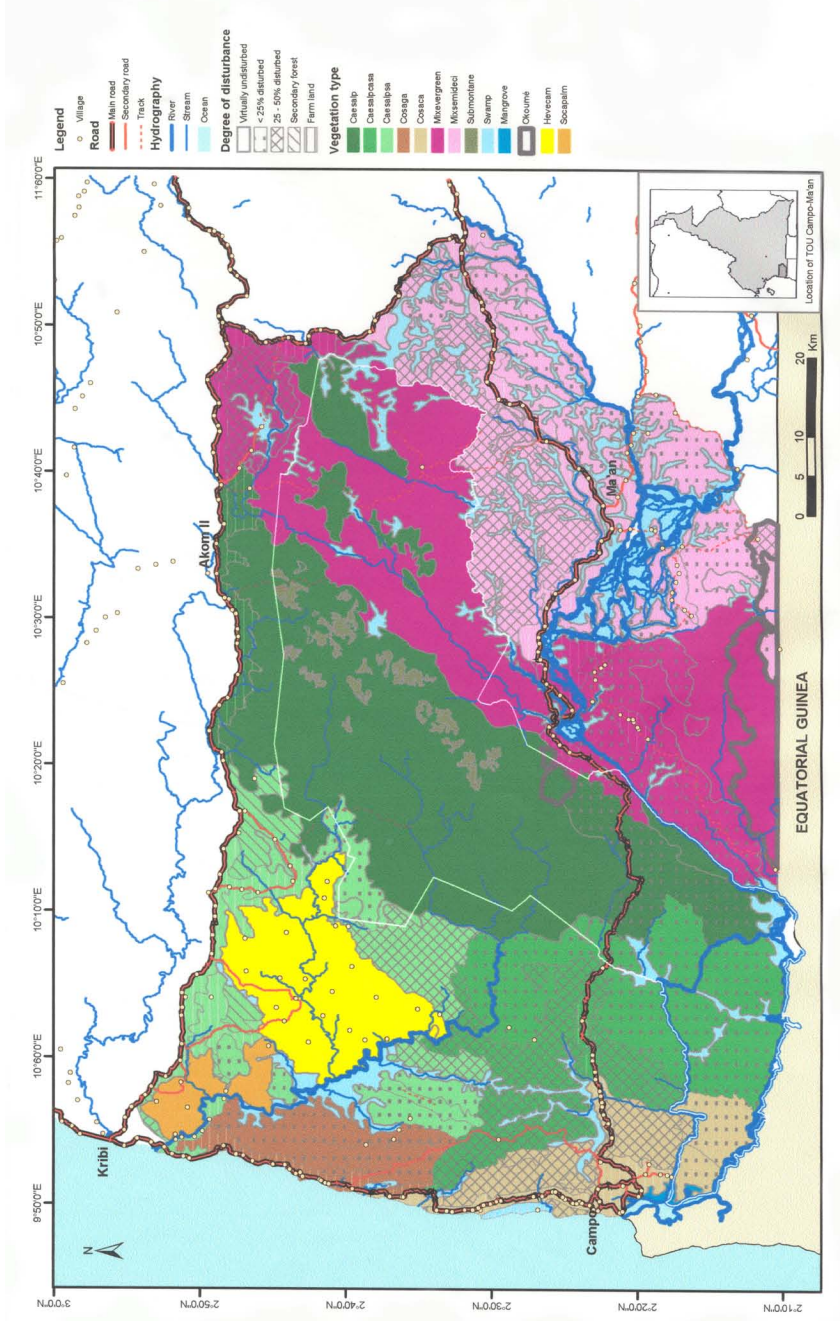 Legend
Village
Road
Main road
Secondary road
Track
Hydrography
River
Stream
Ocean
Degree of disturbance
Virtually undisturbed
< 25% disturbed
25 - 50% disturbed
Secondary forest
Farm land
Vegetation type
Caesalp
Caesalpcasa
Caesalpsa
Cosaga
Cosaca
Mixevergreen
Mixsemideci
Submontane
Swamp
Mangrove
Okoumé
Hevecam
Socapalm
9°50'0"E
10°60'0"E
10°10'0"E
10°20'0"E
10°30'0"E
10°40'0"E
10°50'0"E
11°60'0"E
3°0'0"N
2°50'0"N
2°40'0"N
2°30'0"N
2°20'0"N
2°10'0"N
N
Kribi
Akom II
Campo
Ma'an
EQUATORIAL GUINEA
0 5 10 20
Km
Location of TOU Campo-Ma'an